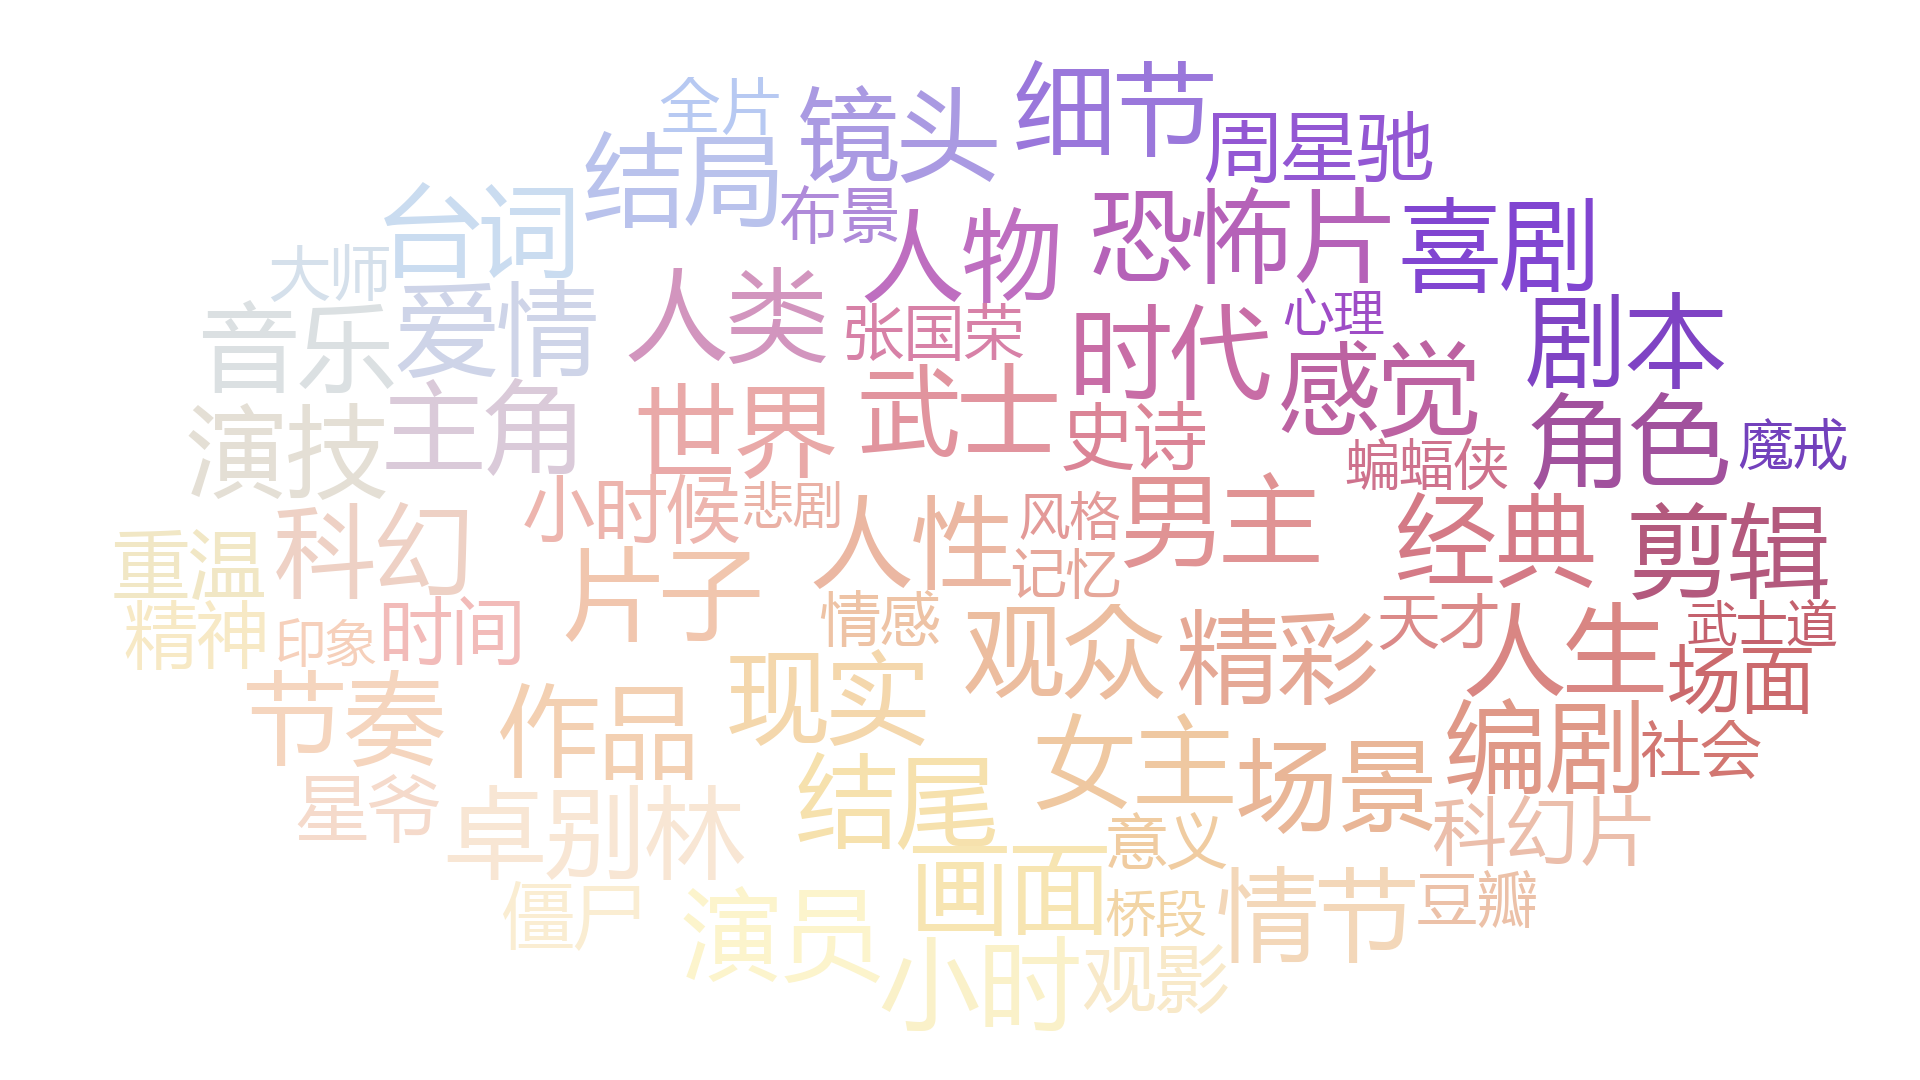 全片
镜头
细节
周星驰
结局
台词
布景
人物
恐怖片
喜剧
大师
音乐
爱情
人类
张国荣
时代
心理
剧本
演技
主角
世界
武士
史诗
感觉
角色
魔戒
蝙蝠侠
重温
科幻
小时候
悲剧
人性
风格
男主
经典
剪辑
精神
印象
时间
片子
情感
记忆
观众
精彩
天才
人生
武士道
场面
节奏
作品
现实
女主
场景
编剧
社会
星爷
卓别林
结尾
意义
科幻片
僵尸
演员
画面
桥段
情节
豆瓣
小时
观影